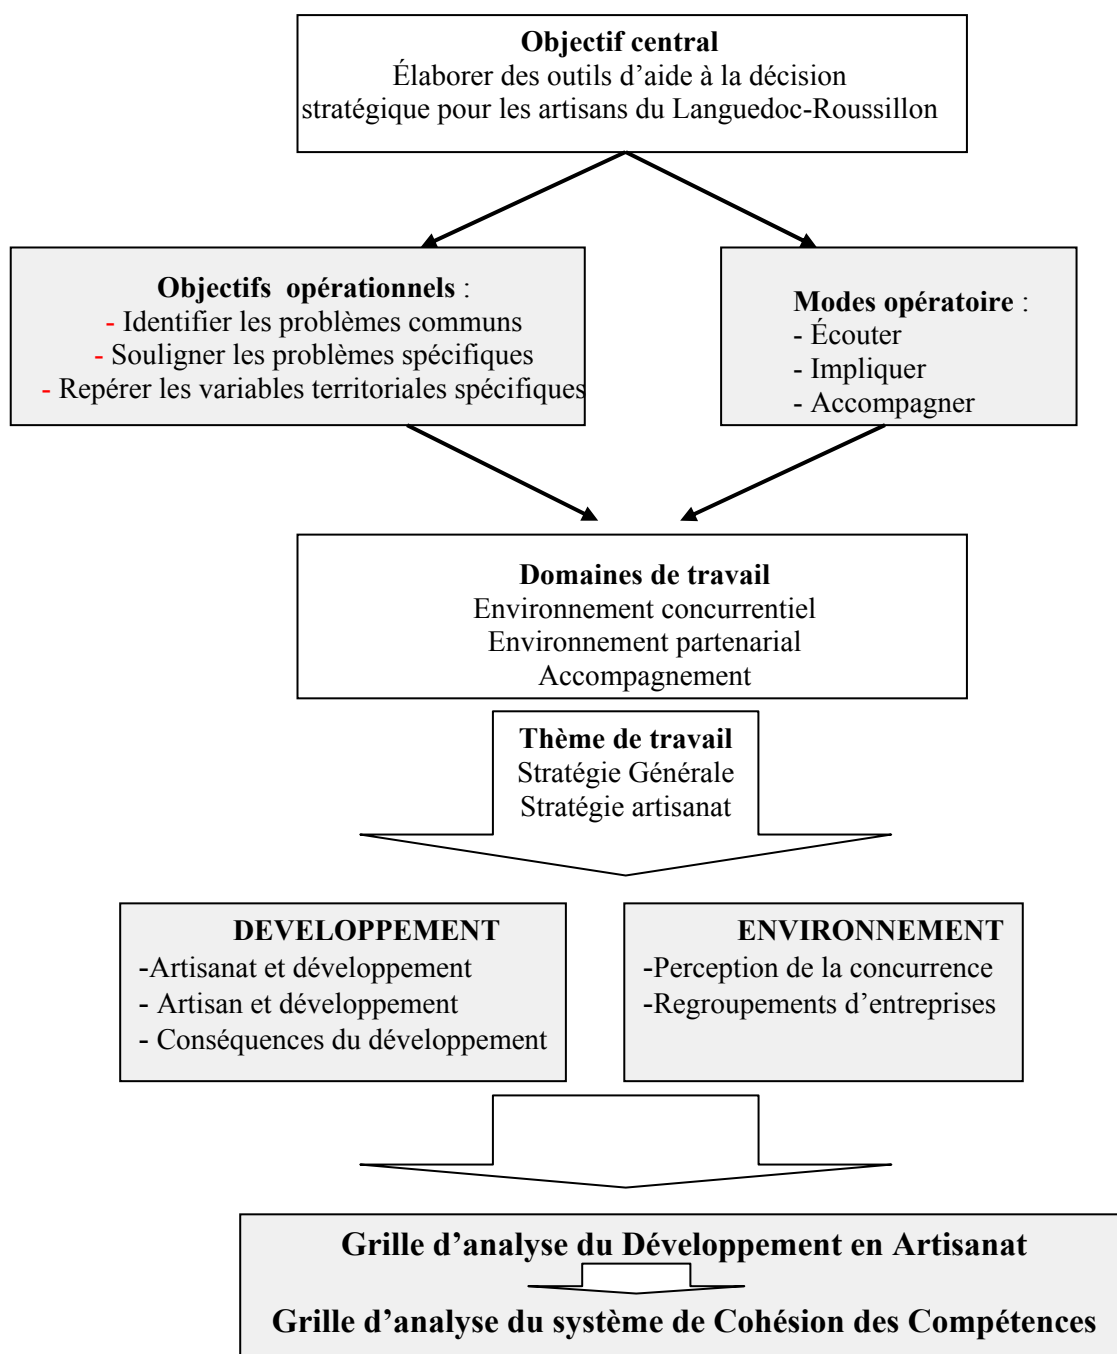 Objectif central
Élaborer des outils d’aide à la décision
stratégique pour les artisans du Languedoc-Roussillon
Objectifs opérationnels :
- Identifier les problèmes communs
- Souligner les problèmes spécifiques
- Repérer les variables territoriales spécifiques
Modes opératoire :
- Écouter
- Impliquer
- Accompagner
Domaines de travail
Environnement concurrentiel
Environnement partenarial
Accompagnement
Thème de travail
Stratégie Générale
Stratégie artisanat
DEVELOPPEMENT
-Artisanat et développement
- Artisan et développement
- Conséquences du développement
ENVIRONNEMENT
-Perception de la concurrence
-Regroupements d’entreprises
Grille d’analyse du Développement en Artisanat
Grille d’analyse du système de Cohésion des Compétences